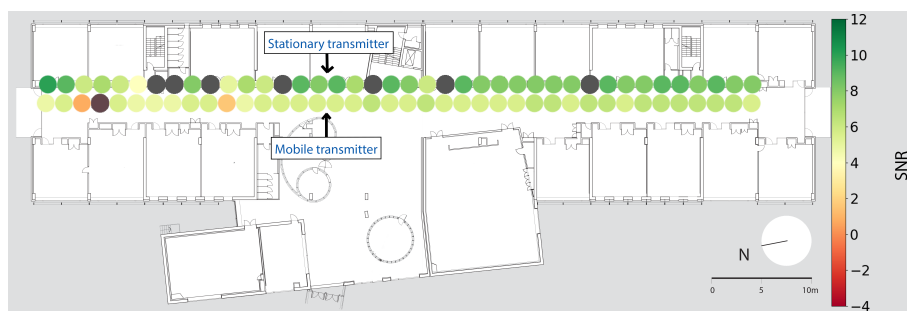 Stationary transmitter
Mobile transmitter
12
10
8
6
4
2
0
−2
−4
SNR
N
0 5 10m